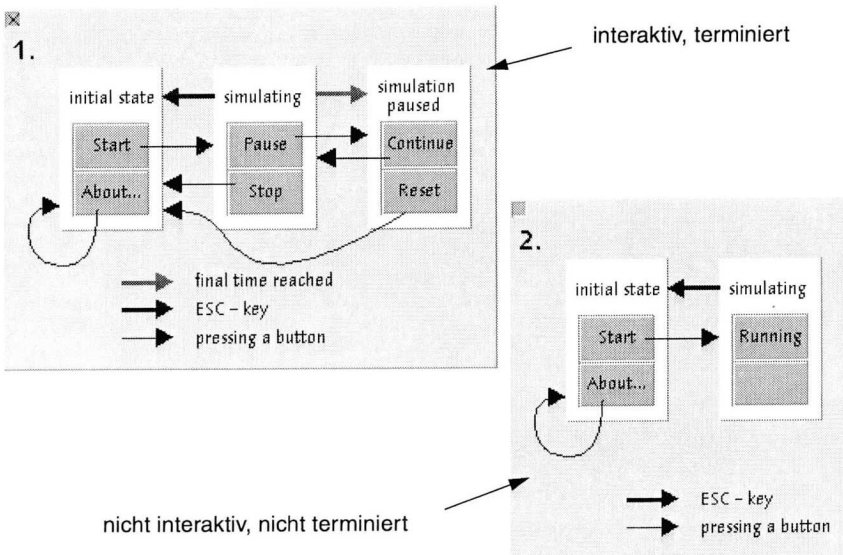 interaktiv, terminiert
1.
initial state
simulating
simulation
paused
Start
Pause
Continue
About...
Stop
Reset
final time reached
ESC – key
pressing a button
2.
initial state
simulating
Start
Running
About...
ESC – key
pressing a button
nicht interaktiv, nicht terminiert